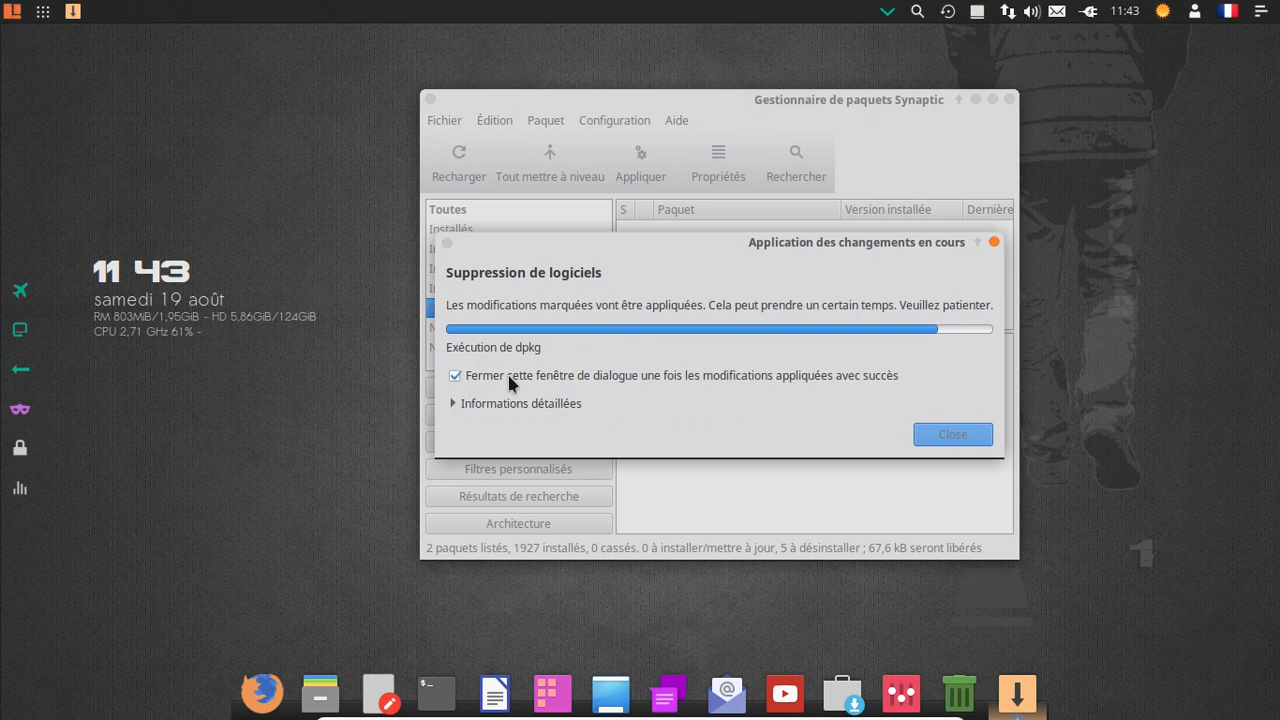 11:43
Gestionnaire de paquets Synaptic
Fichier Édition Paquet Configuration Aide
Recharger Tout mettre à niveau Appliquer Propriétés Rechercher
Toutes
S Paquet Version installée Dernière
Installés
Application des changements en cours
Suppression de logiciels
Les modifications marquées vont être appliquées. Cela peut prendre un certain temps. Veuillez patienter.
Exécution de dpkg
Fermer cette fenêtre de dialogue une fois les modifications appliquées avec succès
Informations détaillées
Close
Filtres personnalisés
Résultats de recherche
Architecture
2 paquets listés, 1927 installés, 0 cassés. 0 à installer/mettre à jour, 5 à désinstaller ; 67,6 kB seront libérés
11 43
samedi 19 août
RM 803MiB/1,95GiB - HD 5,86GiB/124GiB
CPU 2,71 GHz 61% -
1